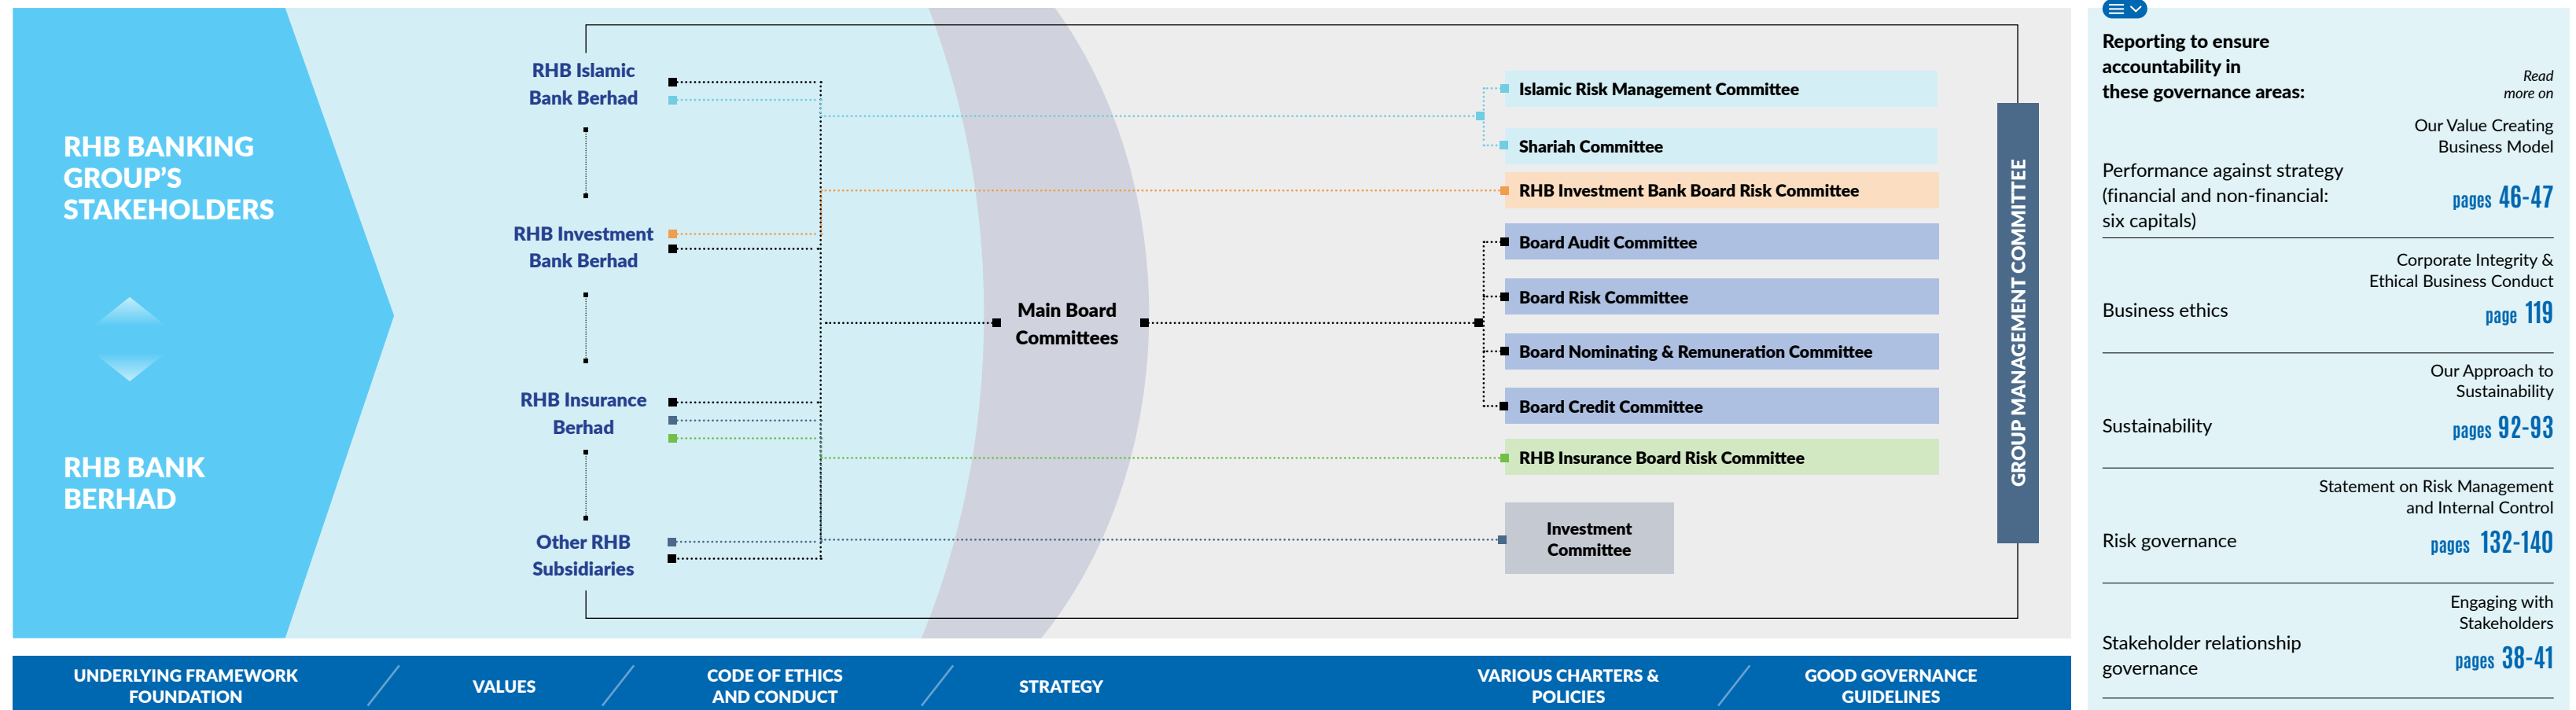 RHB BANKING
GROUP’S
STAKEHOLDERS
RHB BANK
BERHAD
RHB Islamic
Bank Berhad
RHB Investment
Bank Berhad
RHB Insurance
Berhad
Other RHB
Subsidiaries
Main Board
Committees
Islamic Risk Management Committee
Shariah Committee
RHB Investment Bank Board Risk Committee
Board Audit Committee
Board Risk Committee
Board Nominating & Remuneration Committee
Board Credit Committee
RHB Insurance Board Risk Committee
Investment
Committee
GROUP MANAGEMENT COMMITTEE
UNDERLYING FRAMEWORK
FOUNDATION
VALUES
CODE OF ETHICS
AND CONDUCT
STRATEGY
VARIOUS CHARTERS &
POLICIES
GOOD GOVERNANCE
GUIDELINES
Reporting to ensure
accountability in
these governance areas:
Read
more on
Performance against strategy
(financial and non-financial:
six capitals)
Our Value Creating
Business Model
pages 46-47
Business ethics
Corporate Integrity &
Ethical Business Conduct
page 119
Sustainability
Our Approach to
Sustainability
pages 92-93
Risk governance
Statement on Risk Management
and Internal Control
pages 132-140
Stakeholder relationship
governance
Engaging with
Stakeholders
pages 38-41